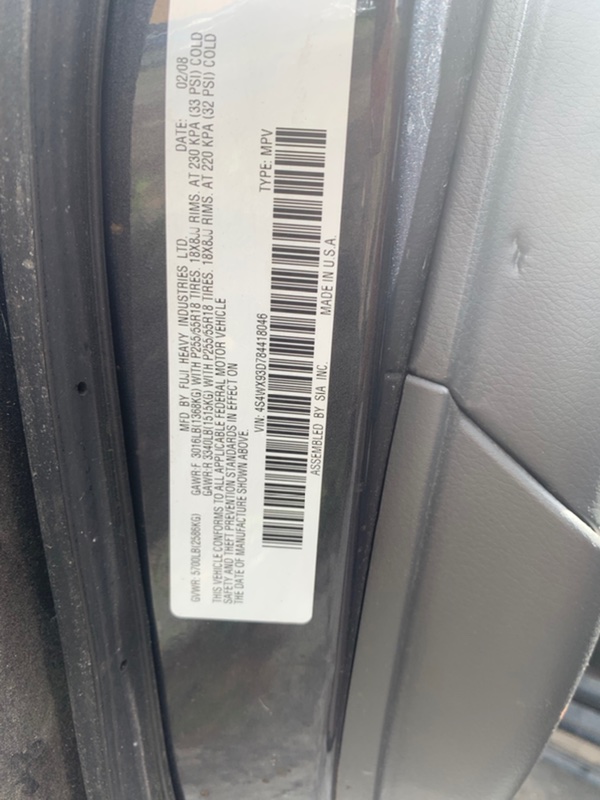 MFD BY FUJI HEAVY INDUSTRIES LTD. DATE: 02/08
GVWR: 5700LB(2586KG) GAWR:F 3016LB(1368KG) WITH P255/55R18 TIRES. 18X8JJ RIMS. AT 230 KPA (33 PSI) COLD
GAWR:R 3340LB(1515KG) WITH P255/55R18 TIRES. 18X8JJ RIMS. AT 220 KPA (32 PSI) COLD
THIS VEHICLE CONFORMS TO ALL APPLICABLE FEDERAL MOTOR VEHICLE
SAFETY AND THEFT PREVENTION STANDARDS IN EFFECT ON
THE DATE OF MANUFACTURE SHOWN ABOVE.
VIN: 4S4WX93D784418046 TYPE: MPV
ASSEMBLED BY SIA INC. MADE IN U.S.A.